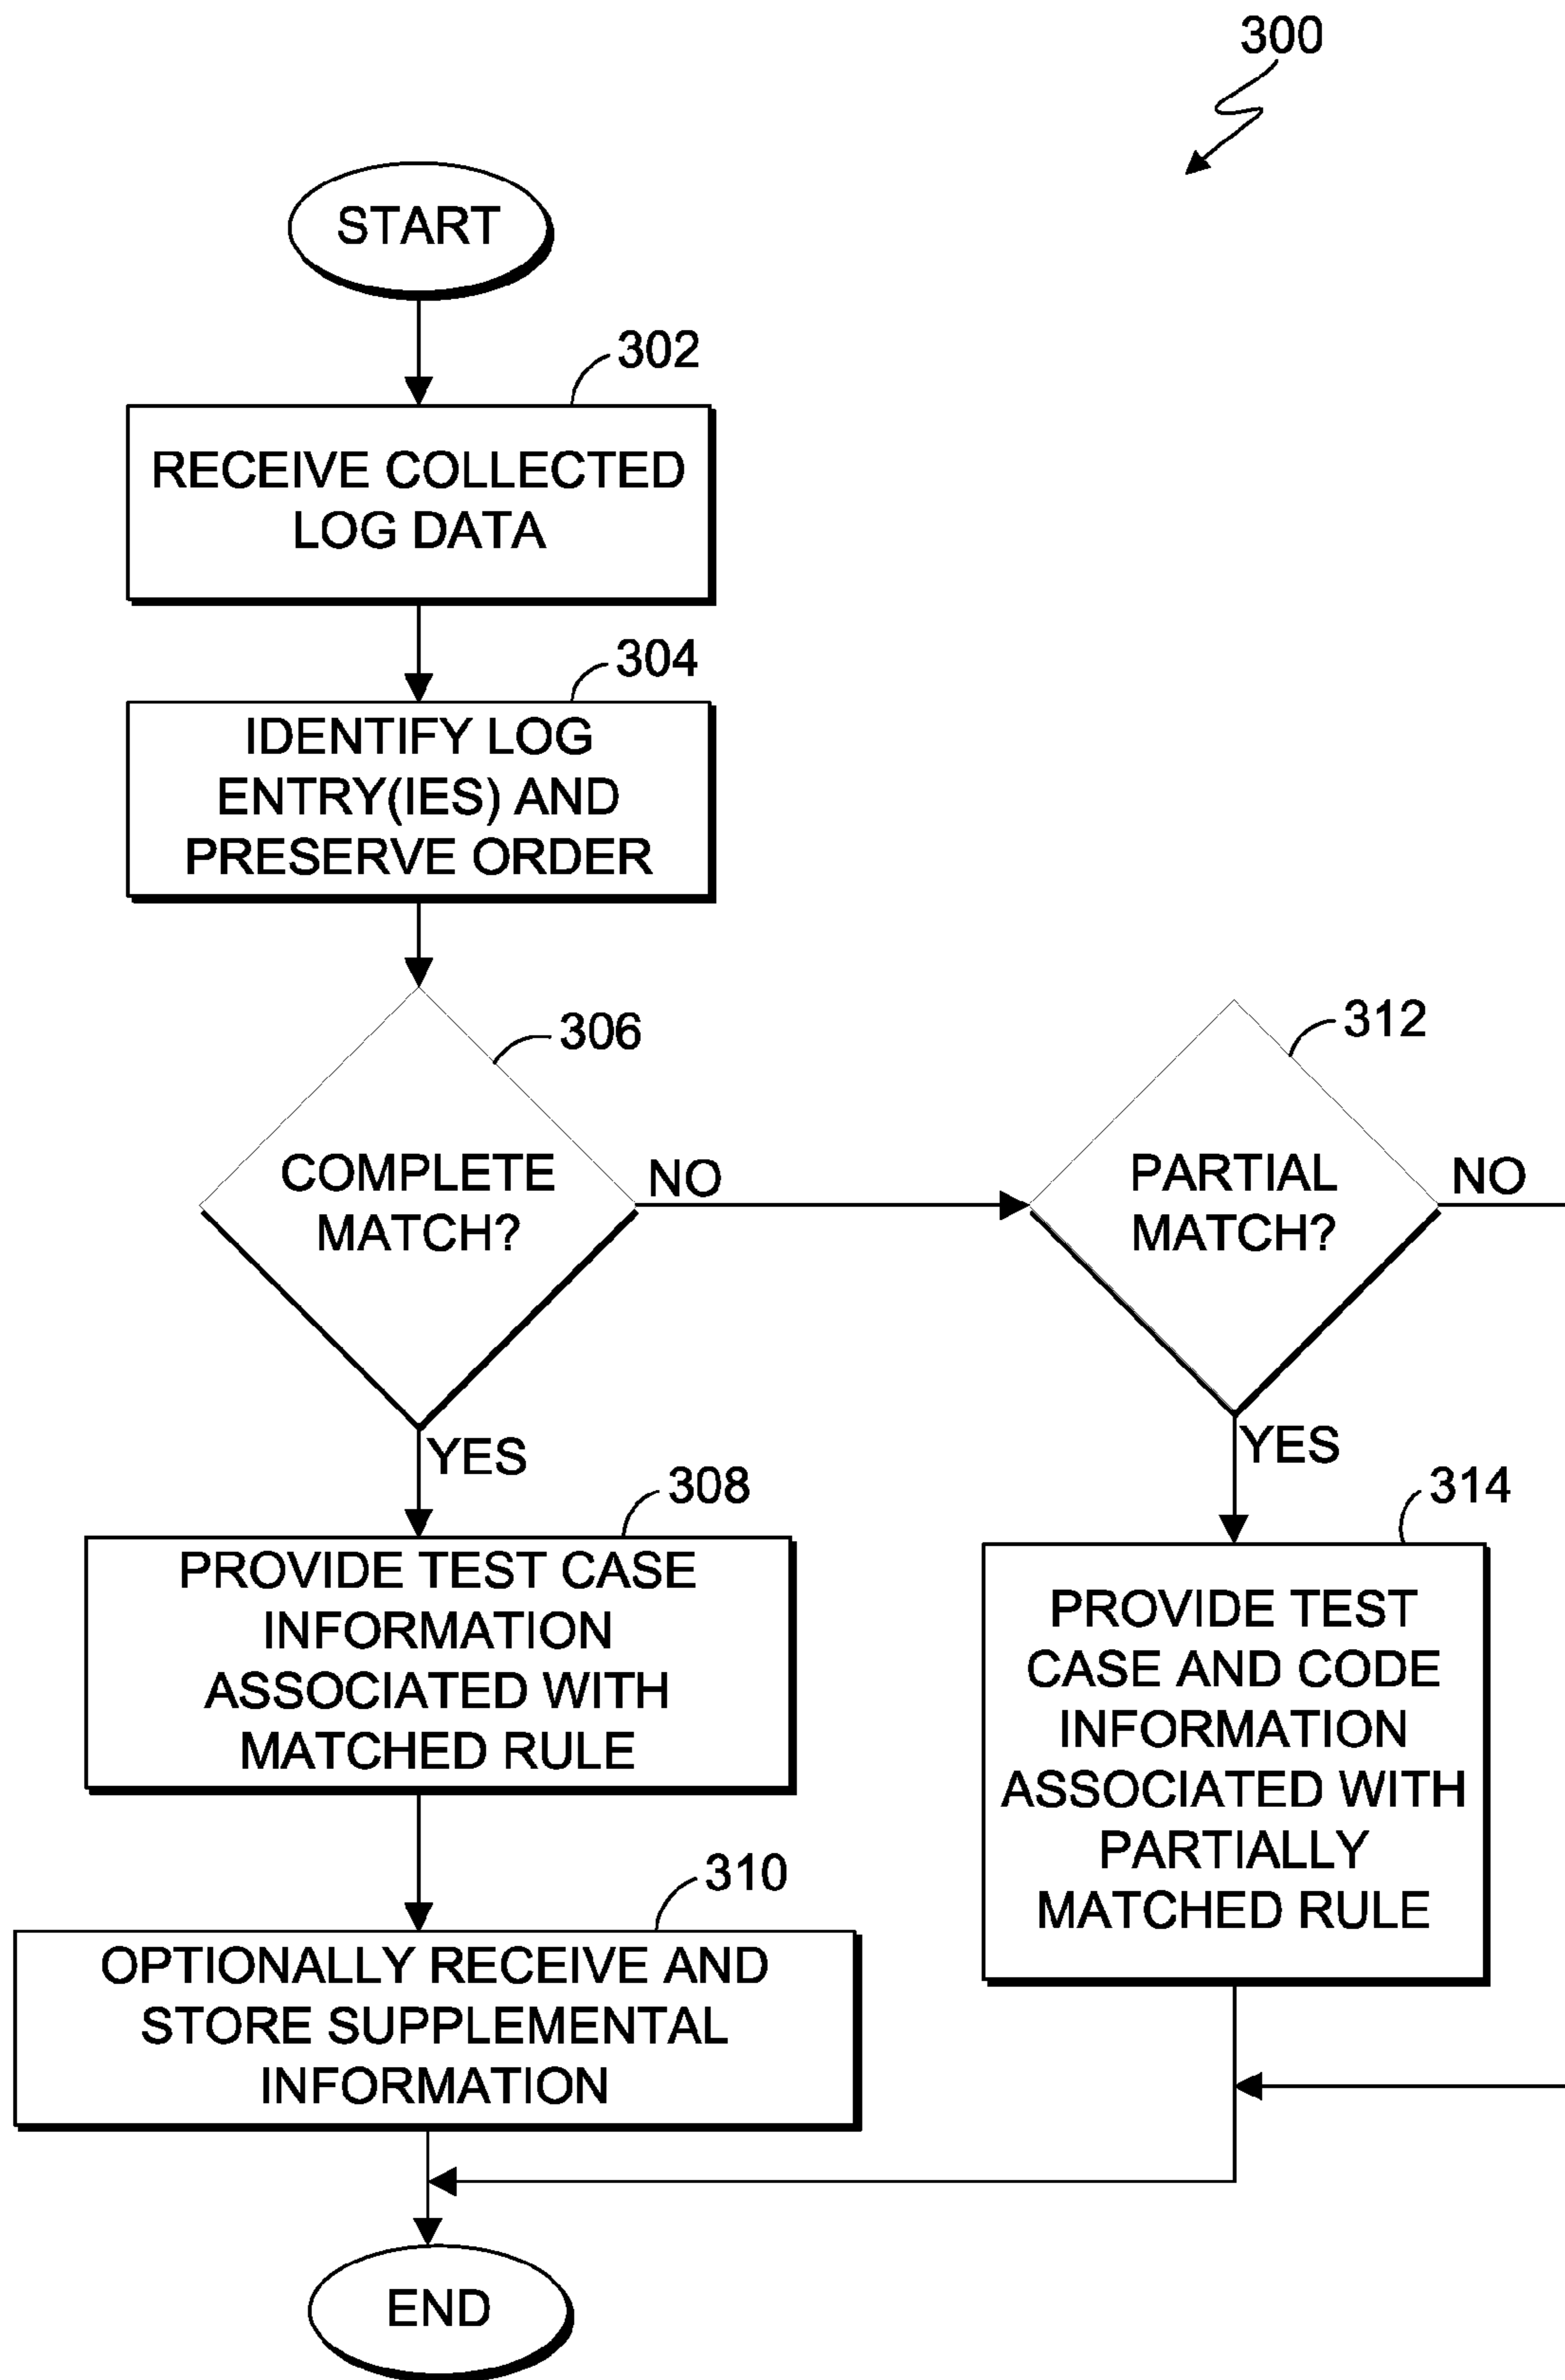 300
START
302
RECEIVE COLLECTED
LOG DATA
304
IDENTIFY LOG
ENTRY(IES) AND
PRESERVE ORDER
306
COMPLETE
MATCH?
NO
312
PARTIAL
MATCH?
NO
YES
308
PROVIDE TEST CASE
INFORMATION
ASSOCIATED WITH
MATCHED RULE
YES
314
PROVIDE TEST
CASE AND CODE
INFORMATION
ASSOCIATED WITH
PARTIALLY
MATCHED RULE
310
OPTIONALLY RECEIVE AND
STORE SUPPLEMENTAL
INFORMATION
END